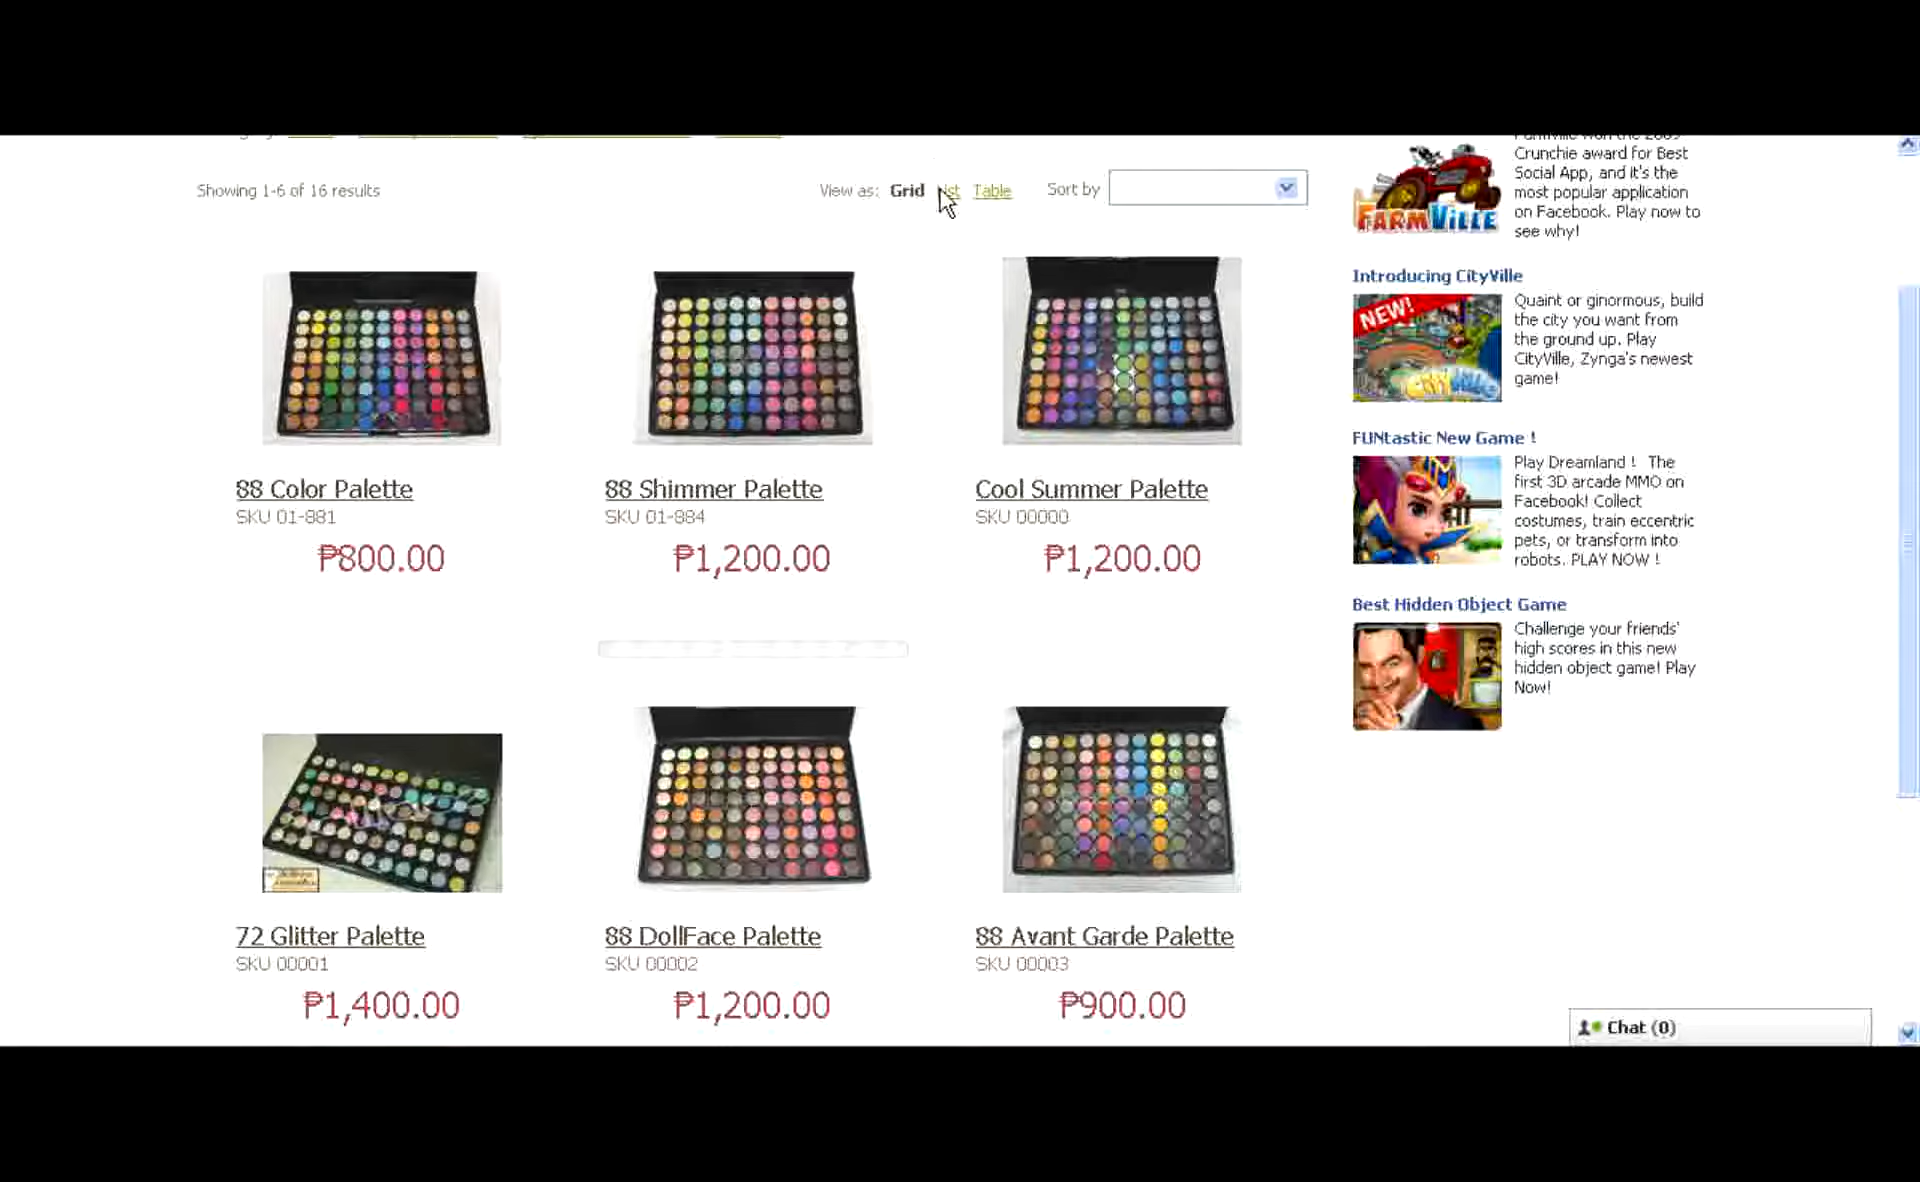 Showing 1-6 of 16 results
View as: Grid List Table Sort by
88 Color Palette
SKU 01-881
₱800.00
88 Shimmer Palette
SKU 01-884
₱1,200.00
Cool Summer Palette
SKU 00000
₱1,200.00
72 Glitter Palette
SKU 00001
₱1,400.00
88 DollFace Palette
SKU 00002
₱1,200.00
88 Avant Garde Palette
SKU 00003
₱900.00
Crunchie award for Best
Social App, and it's the
most popular application
on Facebook. Play now to
see why!
FARMVILLE
Introducing CityVille
NEW!
CITYVILLE
Quaint or ginormous, build
the city you want from
the ground up. Play
CityVille, Zynga's newest
game!
FUNtastic New Game !
Play Dreamland ! The
first 3D arcade MMO on
Facebook! Collect
costumes, train eccentric
pets, or transform into
robots. PLAY NOW !
Best Hidden Object Game
Challenge your friends'
high scores in this new
hidden object game! Play
Now!
Chat (0)